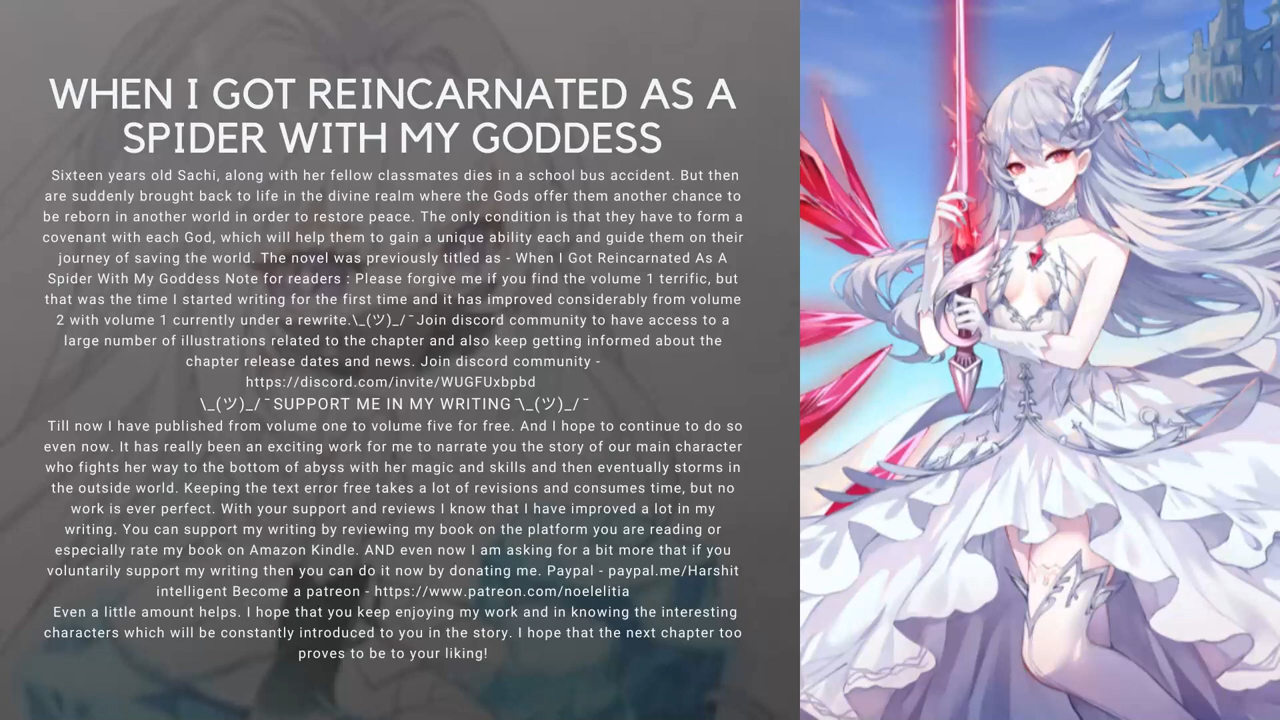 WHEN I GOT REINCARNATED AS A
SPIDER WITH MY GODDESS
Sixteen years old Sachi, along with her fellow classmates dies in a school bus accident. But then
are suddenly brought back to life in the divine realm where the Gods offer them another chance to
be reborn in another world in order to restore peace. The only condition is that they have to form a
covenant with each God, which will help them to gain a unique ability each and guide them on their
journey of saving the world. The novel was previously titled as - When I Got Reincarnated As A
Spider With My Goddess Note for readers : Please forgive me if you find the volume 1 terrific, but
that was the time I started writing for the first time and it has improved considerably from volume
2 with volume 1 currently under a rewrite.\_(ツ)_/¯Join discord community to have access to a
large number of illustrations related to the chapter and also keep getting informed about the
chapter release dates and news. Join discord community -
https://discord.com/invite/WUGFUxbpbd
\_(ツ)_/¯SUPPORT ME IN MY WRITING¯\_(ツ)_/¯
Till now I have published from volume one to volume five for free. And I hope to continue to do so
even now. It has really been an exciting work for me to narrate you the story of our main character
who fights her way to the bottom of abyss with her magic and skills and then eventually storms in
the outside world. Keeping the text error free takes a lot of revisions and consumes time, but no
work is ever perfect. With your support and reviews I know that I have improved a lot in my
writing. You can support my writing by reviewing my book on the platform you are reading or
especially rate my book on Amazon Kindle. AND even now I am asking for a bit more that if you
voluntarily support my writing then you can do it now by donating me. Paypal - paypal.me/Harshit
intelligent Become a patreon - https://www.patreon.com/noelelitia
Even a little amount helps. I hope that you keep enjoying my work and in knowing the interesting
characters which will be constantly introduced to you in the story. I hope that the next chapter too
proves to be to your liking!